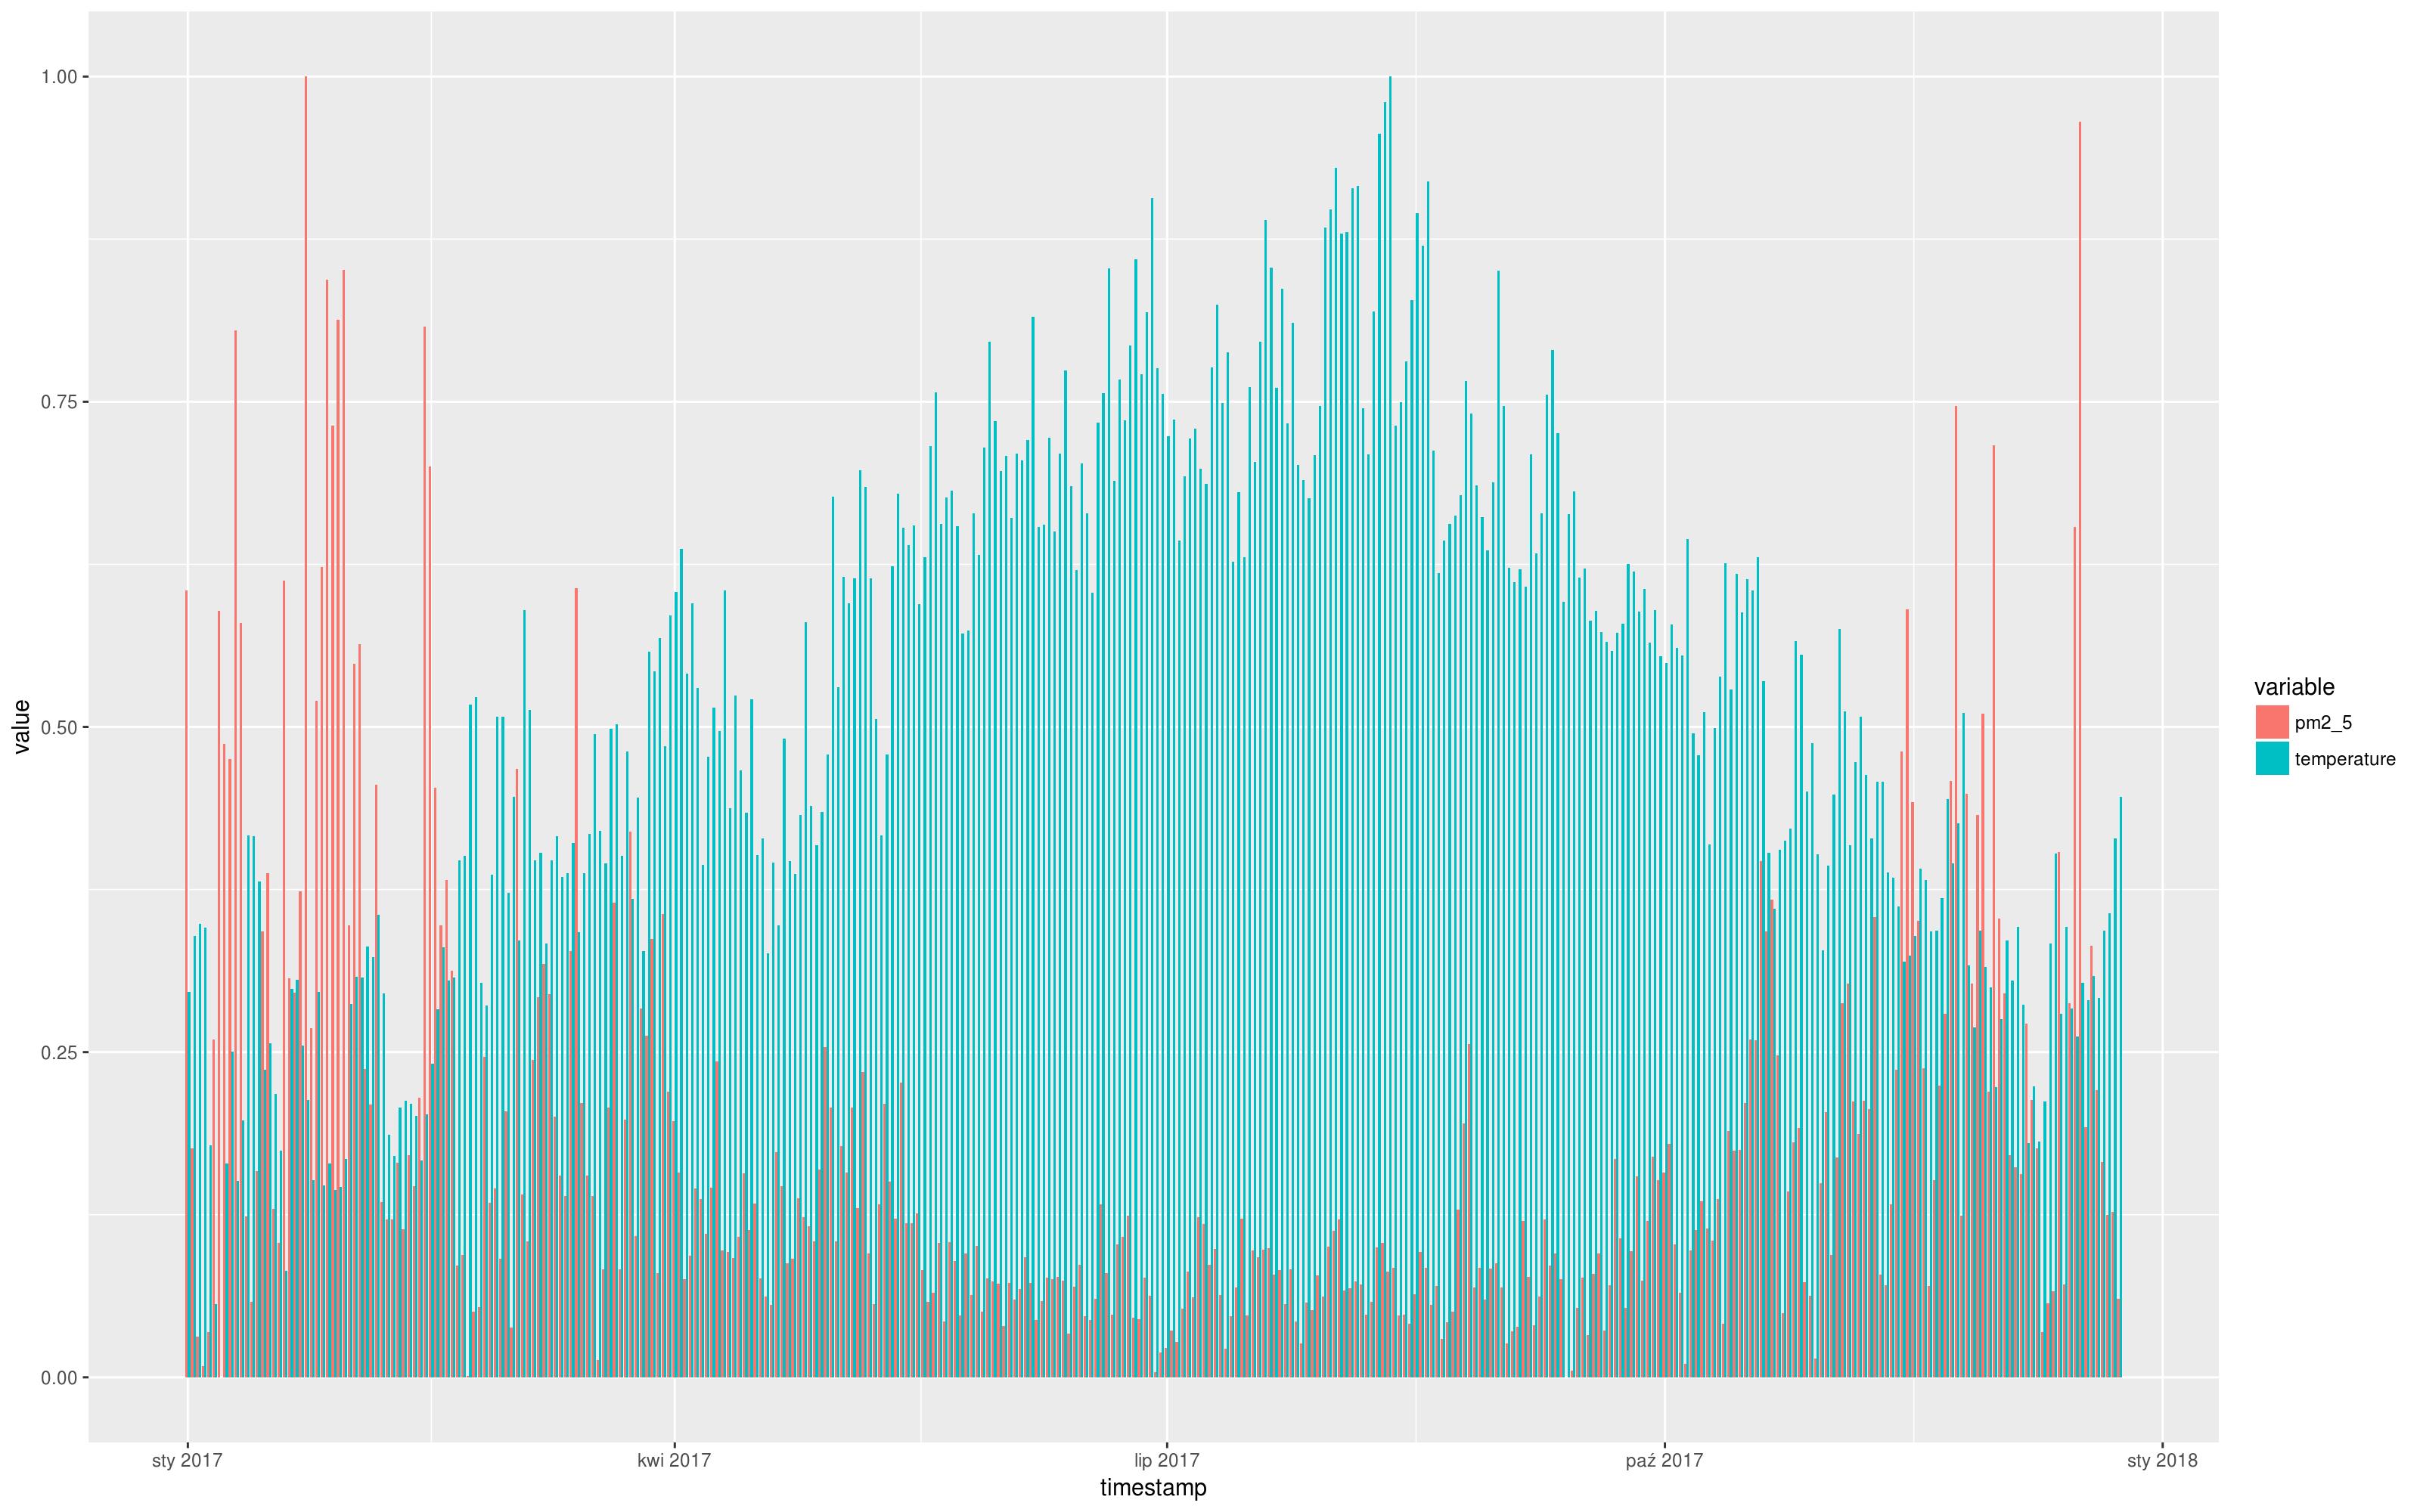 1.00
0.75
0.50
0.25
0.00
value
sty 2017
kwi 2017
lip 2017
paź 2017
sty 2018
timestamp
variable
pm2_5
temperature